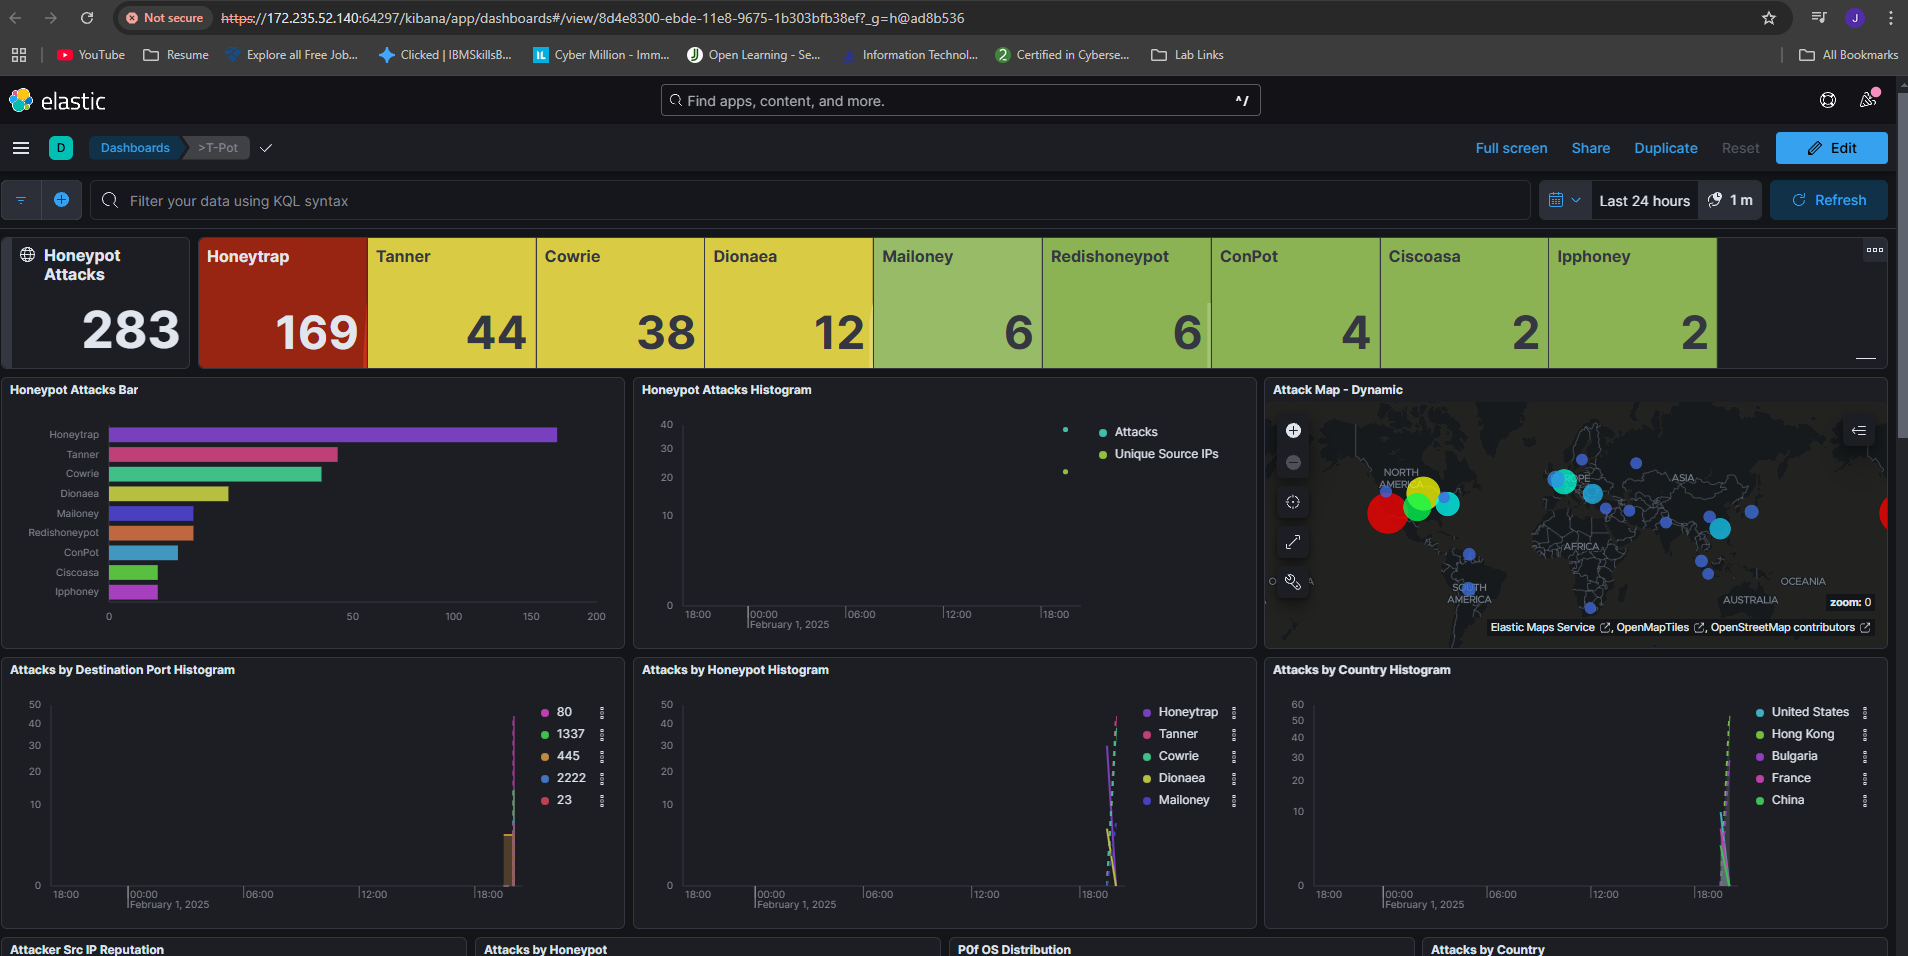 Not secure
https://172.235.52.140:64297/kibana/app/dashboards#/view/8d4e8300-ebde-11e8-9675-1b303bfb38ef?_g=h@ad8b536
J
YouTube
Resume
Explore all Free Job...
Clicked | IBMSkillsB...
IL
Cyber Million - Imm...
J
Open Learning - Se...
Information Technol...
2
Certified in Cyberse...
Lab Links
All Bookmarks
elastic
Find apps, content, and more.
^/
D
Dashboards
>T-Pot
Full screen
Share
Duplicate
Reset
Edit
Filter your data using KQL syntax
Last 24 hours
1 m
Refresh
Honeypot
Attacks
283
Honeytrap
169
Tanner
44
Cowrie
38
Dionaea
12
Mailoney
6
Redishoneypot
6
ConPot
4
Ciscoasa
2
Ipphoney
2
Honeypot Attacks Bar
Honeytrap
Tanner
Cowrie
Dionaea
Mailoney
Redishoneypot
ConPot
Ciscoasa
Ipphoney
0
50
100
150
200
Honeypot Attacks Histogram
40
30
20
10
0
18:00
00:00
February 1, 2025
06:00
12:00
18:00
Attacks
Unique Source IPs
Attack Map - Dynamic
NORTH
AMERICA
ASIA
AFRICA
SOUTH
AMERICA
OCEANIA
AUSTRALIA
zoom: 0
Elastic Maps Service , OpenMapTiles , OpenStreetMap contributors
Attacks by Destination Port Histogram
50
40
30
20
10
0
18:00
00:00
February 1, 2025
06:00
12:00
18:00
80
1337
445
2222
23
Attacks by Honeypot Histogram
50
40
30
20
10
0
18:00
00:00
February 1, 2025
06:00
12:00
18:00
Honeytrap
Tanner
Cowrie
Dionaea
Mailoney
Attacks by Country Histogram
60
50
40
30
20
10
0
18:00
00:00
February 1, 2025
06:00
12:00
18:00
United States
Hong Kong
Bulgaria
France
China
Attacker Src IP Reputation
Attacks by Honeypot
P0f OS Distribution
Attacks by Country